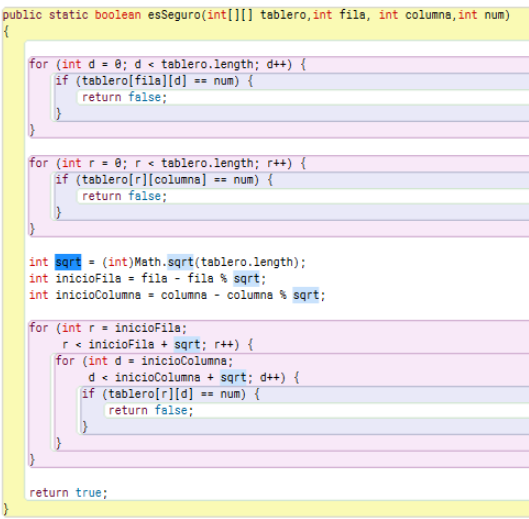 public static boolean esSeguro(int[][] tablero,int fila, int columna,int num)
{
for (int d = 0; d < tablero.length; d++) {
if (tablero[fila][d] == num) {
return false;
}
}
for (int r = 0; r < tablero.length; r++) {
if (tablero[r][columna] == num) {
return false;
}
}
int sqrt = (int)Math.sqrt(tablero.length);
int inicioFila = fila - fila % sqrt;
int inicioColumna = columna - columna % sqrt;
for (int r = inicioFila;
r < inicioFila + sqrt; r++) {
for (int d = inicioColumna;
d < inicioColumna + sqrt; d++) {
if (tablero[r][d] == num) {
return false;
}
}
}
return true;
}